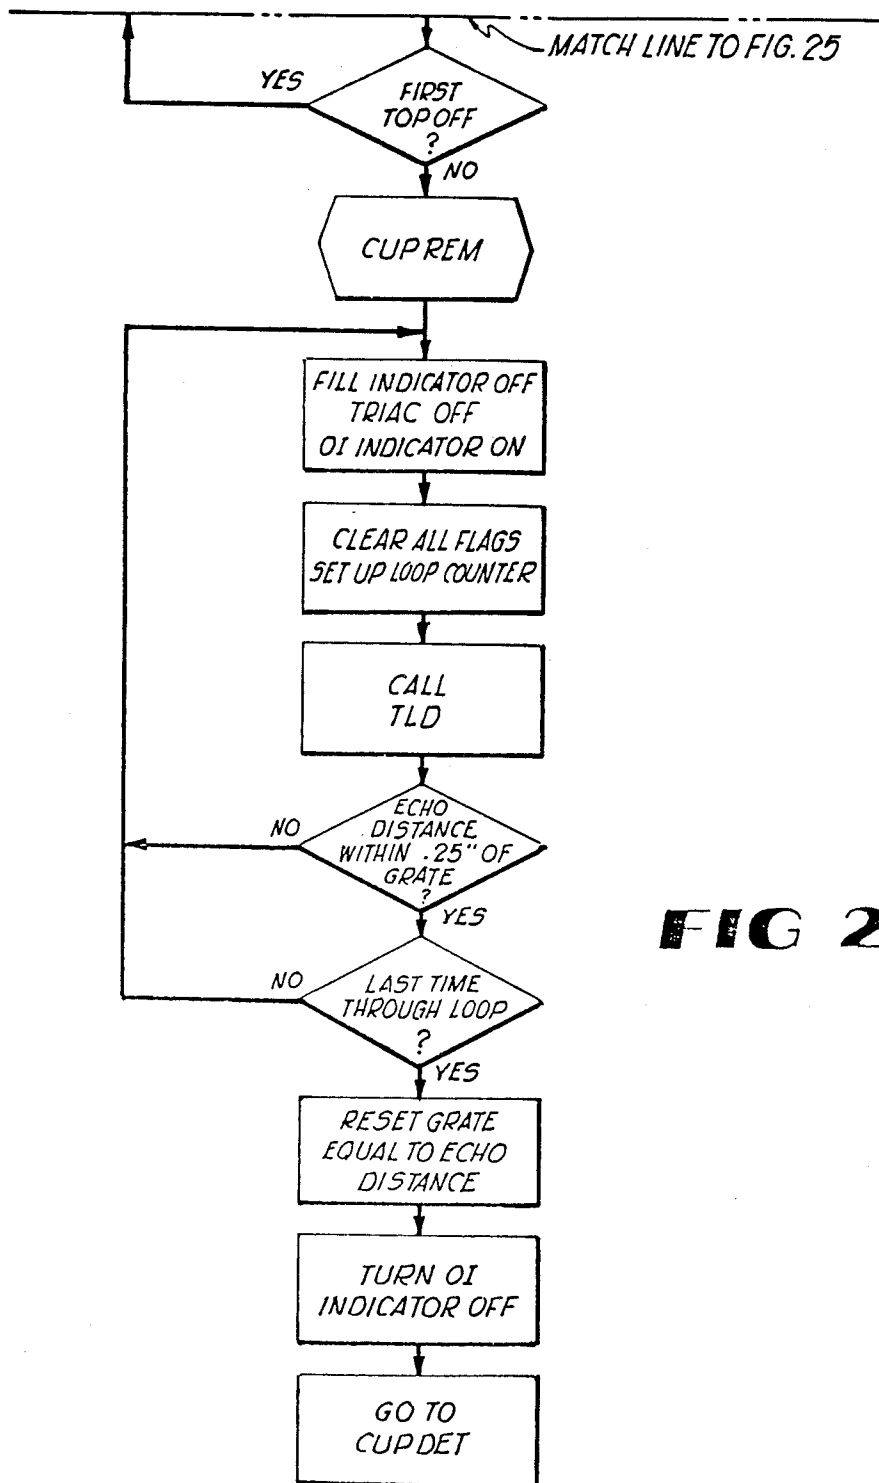 MATCH LINE TO FIG. 25
YES
FIRST
TOP OFF
?
NO
CUP REM
FILL INDICATOR OFF
TRIAC OFF
OI INDICATOR ON
CLEAR ALL FLAGS
SET UP LOOP COUNTER
CALL
TLD
NO
ECHO
DISTANCE
WITHIN .25" OF
GRATE
?
YES
FIG 2
NO
LAST TIME
THROUGH LOOP
?
YES
RESET GRATE
EQUAL TO ECHO
DISTANCE
TURN OI
INDICATOR OFF
GO TO
CUP DET